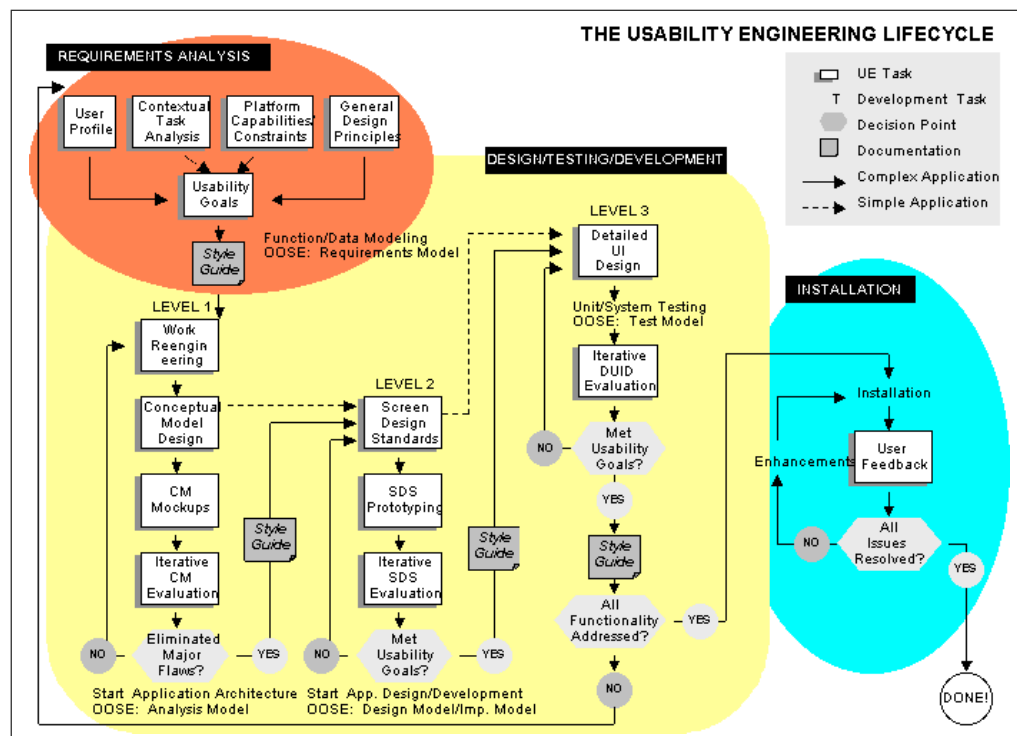 THE USABILITY ENGINEERING LIFECYCLE
REQUIREMENTS ANALYSIS
UE Task
T Development Task
Decision Point
Documentation
Complex Application
Simple Application
User
Profile
Contextual
Task
Analysis
Platform
Capabilities/
Constraints
General
Design
Principles
Usability
Goals
Style
Guide
Function/Data Modeling
OOSE: Requirements Model
DESIGN/TESTING/DEVELOPMENT
LEVEL 1
Work
Reengin
eering
Conceptual
Model
Design
CM
Mockups
Iterative
CM
Evaluation
Eliminated
Major
Flaws?
NO
YES
Style
Guide
Start Application Architecture
OOSE: Analysis Model
LEVEL 2
Screen
Design
Standards
SDS
Prototyping
Iterative
SDS
Evaluation
Met
Usability
Goals?
NO
YES
Style
Guide
Start App. Design/Development
OOSE: Design Model/Imp. Model
LEVEL 3
Detailed
UI
Design
Unit/System Testing
OOSE: Test Model
Iterative
DUID
Evaluation
Met
Usability
Goals?
NO
YES
Style
Guide
All
Functionality
Addressed?
YES
NO
INSTALLATION
Installation
User
Feedback
Enhancements
All
Issues
Resolved?
NO
YES
DONE!